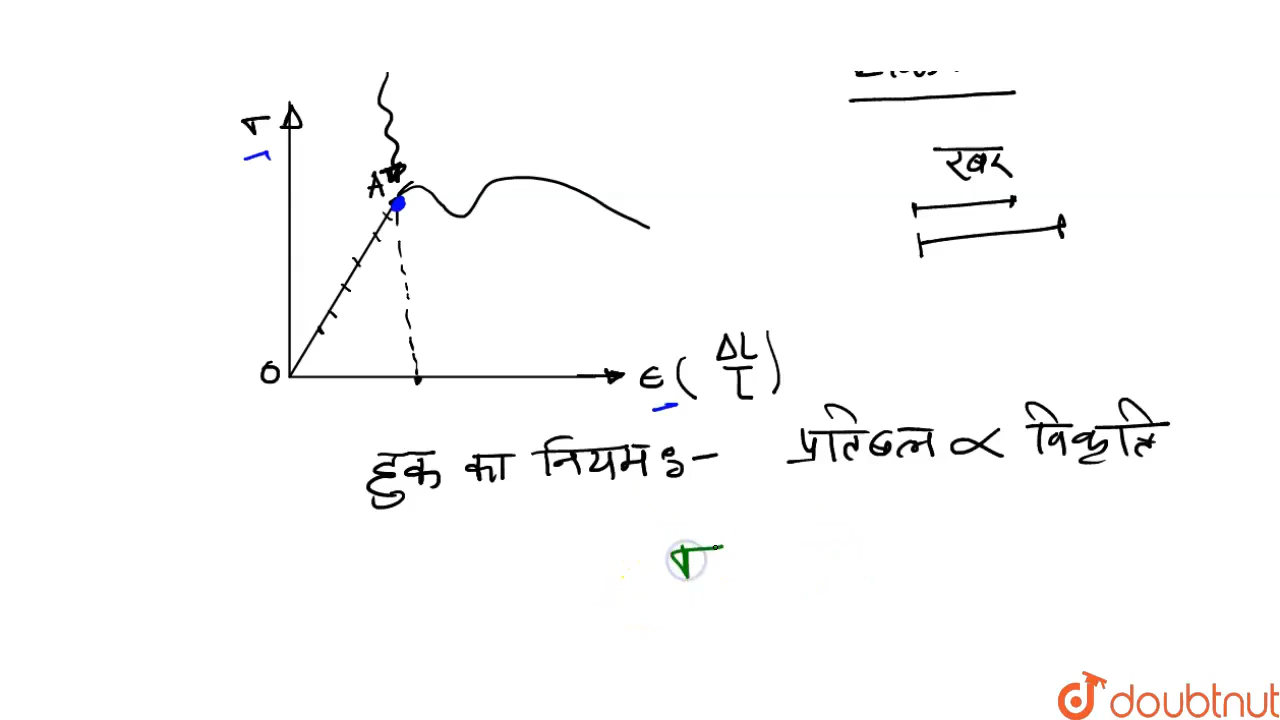 σ
रबर
A
O
ϵ ( ΔL/L )
हुक का नियम :- प्रतिबल ∝ विकृति
σ
doubtnut